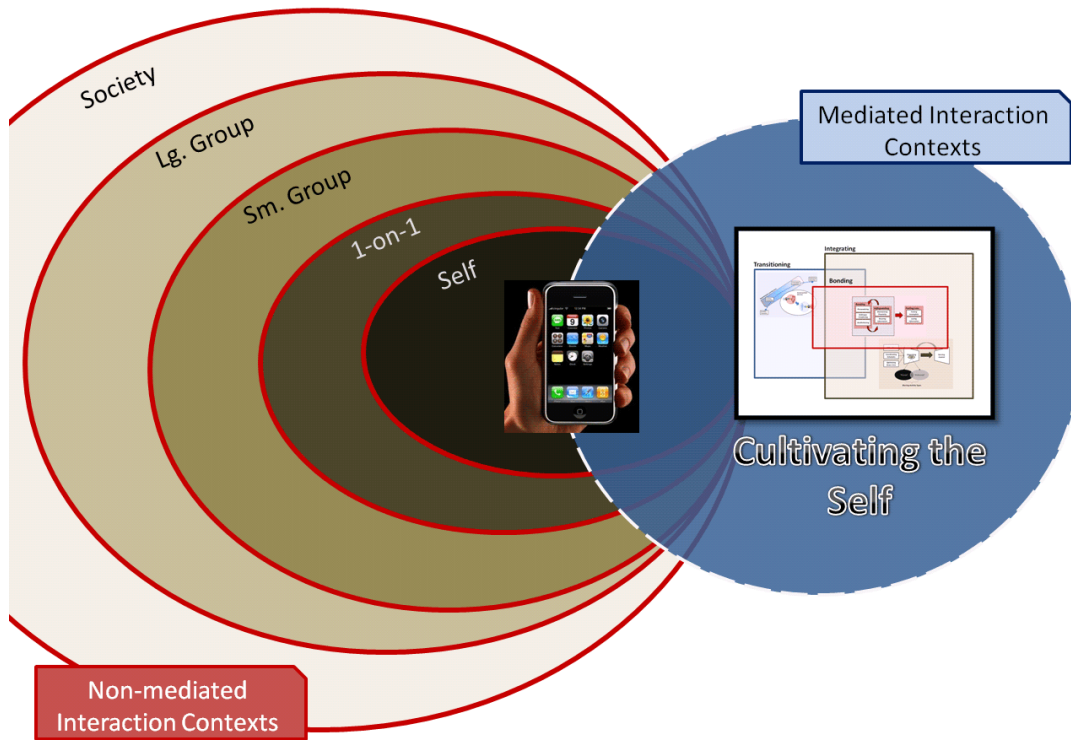 Society
Lg. Group
Sm. Group
1-on-1
Self
Mediated Interaction
Contexts
Integrating
Transitioning
Bonding
Cultivating the
Self
Non-mediated
Interaction Contexts